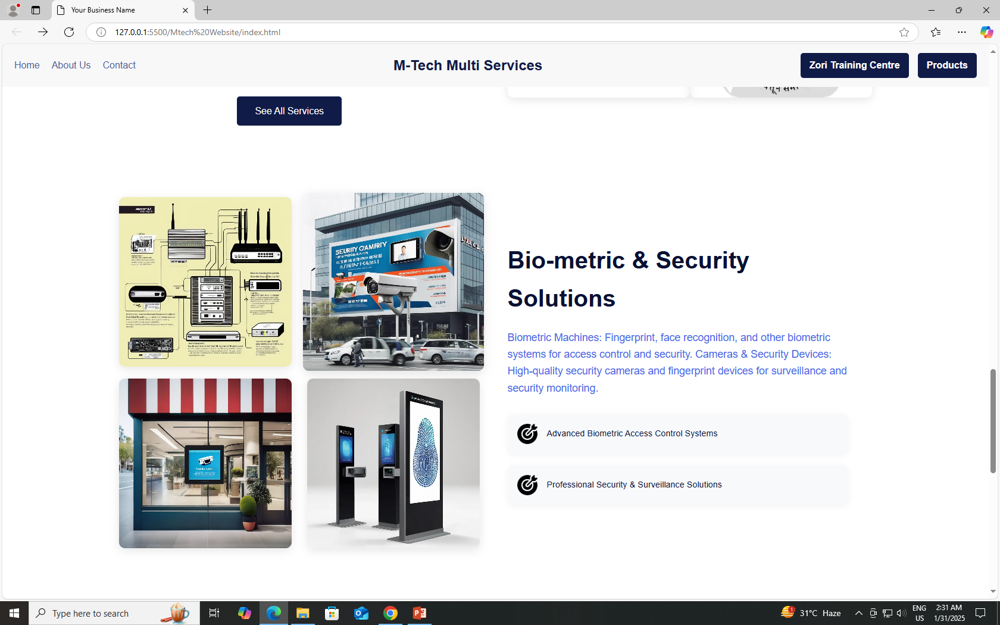 Your Business Name
127.0.0.1:5500/Mtech%20Website/index.html
Home
About Us
Contact
M-Tech Multi Services
Zori Training Centre
Products
See All Services
SEURITY CAMFRIY
Bio-metric & Security
Solutions
Biometric Machines: Fingerprint, face recognition, and other biometric
systems for access control and security. Cameras & Security Devices:
High-quality security cameras and fingerprint devices for surveillance and
security monitoring.
Advanced Biometric Access Control Systems
Professional Security & Surveillance Solutions
Type here to search
31°C Haze
ENG
US
2:31 AM
1/31/2025